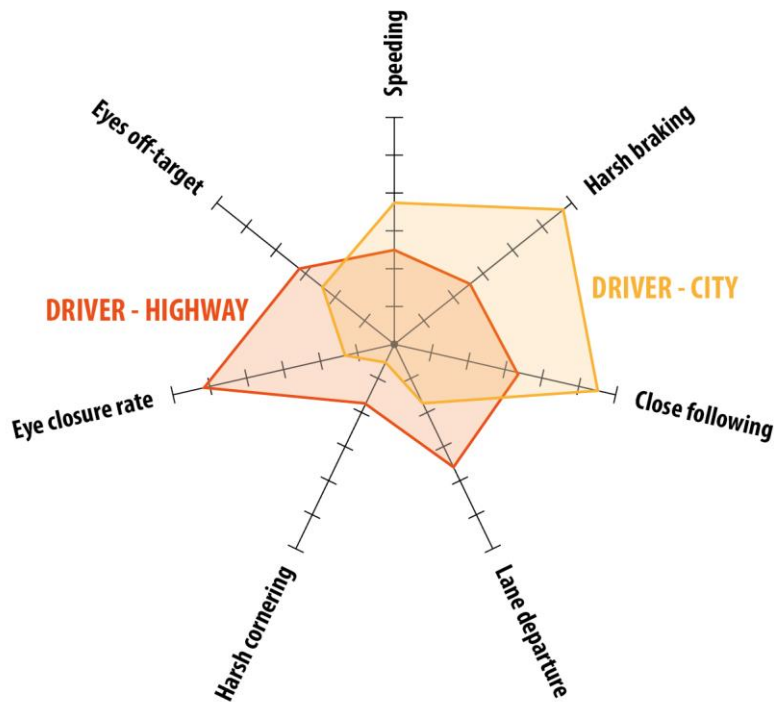 Speeding
Eyes off-target
Harsh braking
DRIVER - HIGHWAY
DRIVER - CITY
Eye closure rate
Close following
Harsh cornering
Lane departure